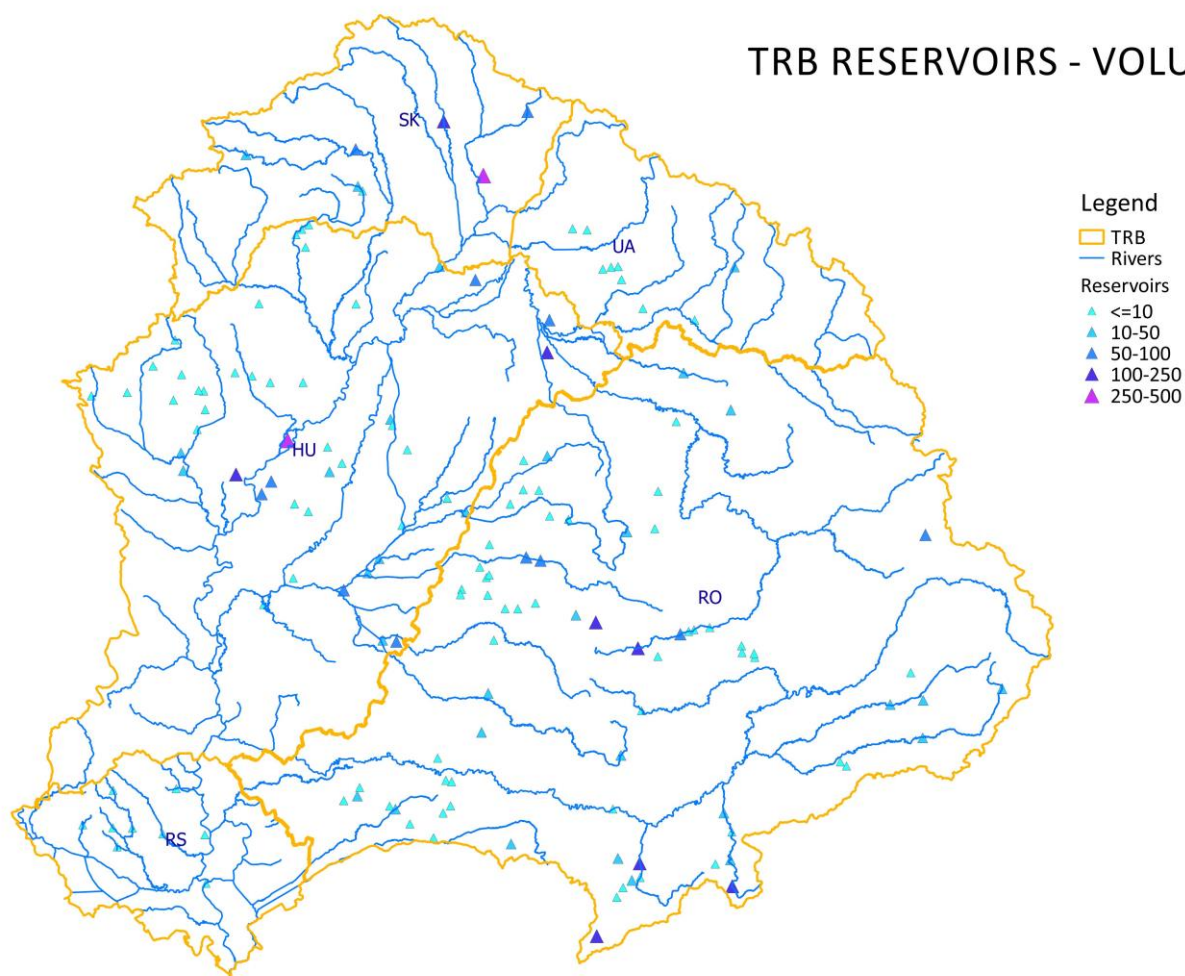 TRB RESERVOIRS - VOLU
SK
UA
Legend
TRB
Rivers
Reservoirs
<=10
10-50
50-100
100-250
250-500
HU
RO
RS